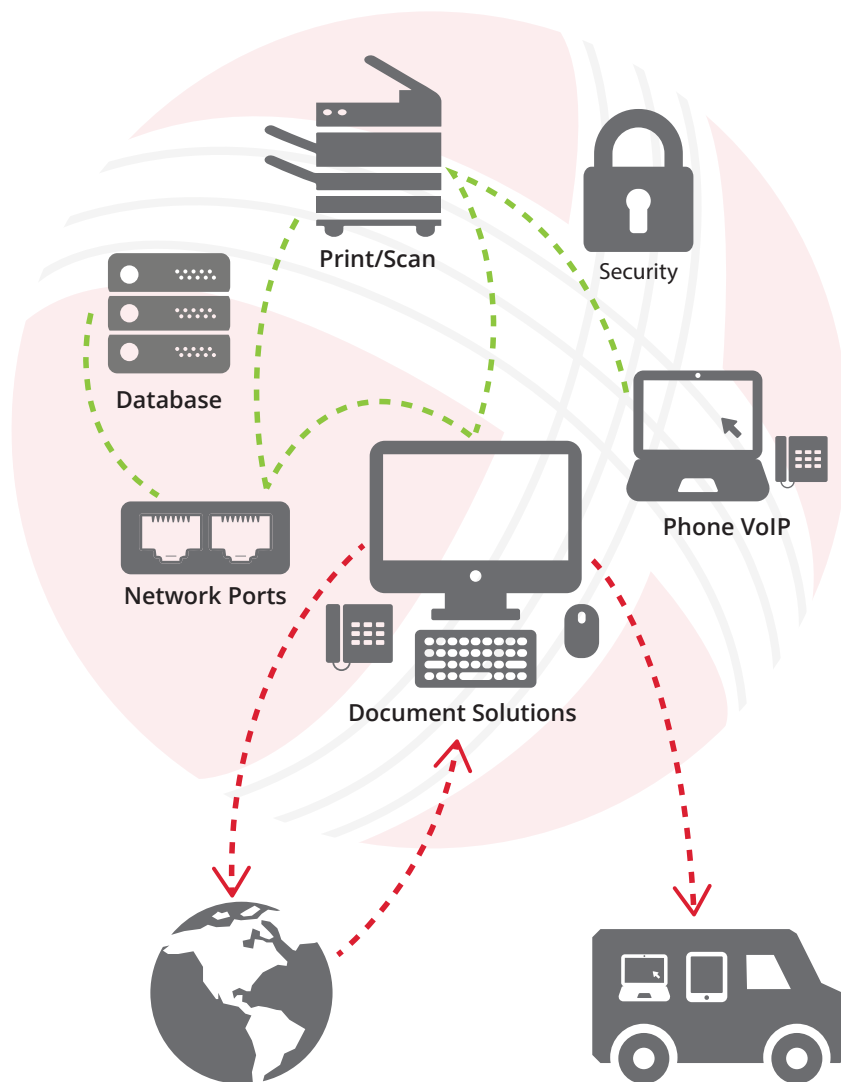 Print/Scan
Security
Database
Phone VoIP
Network Ports
Document Solutions